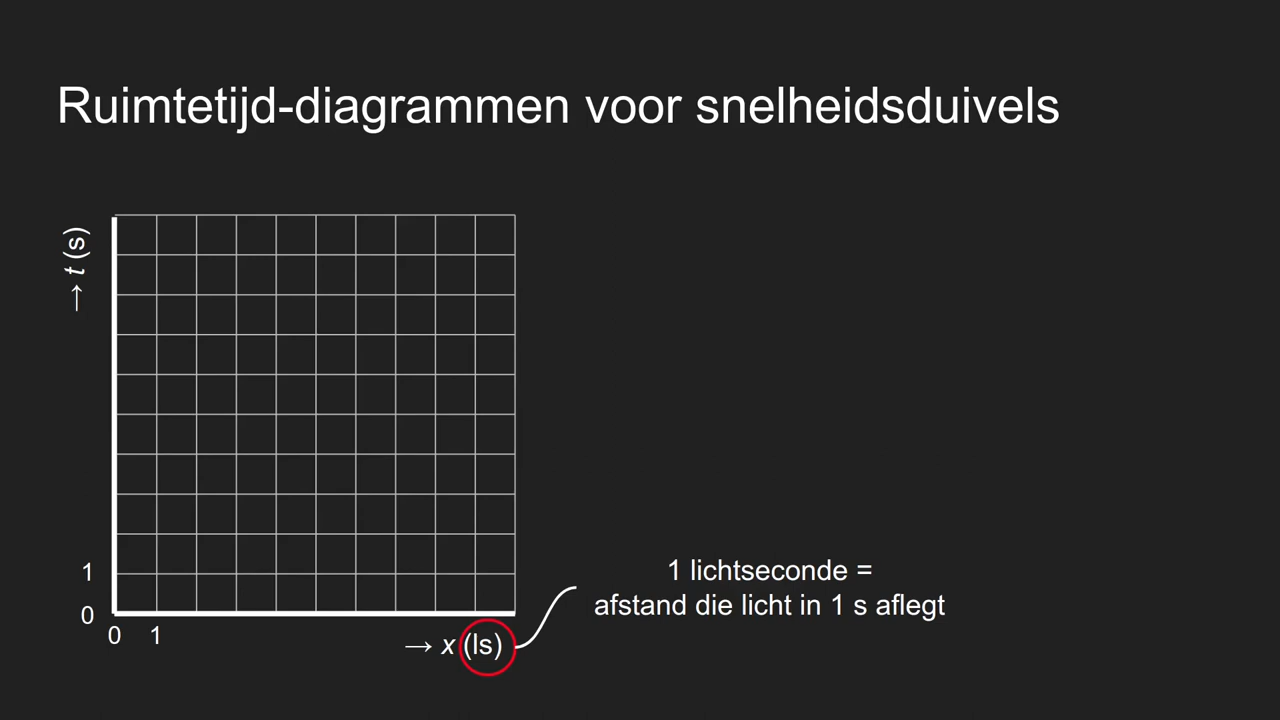 Ruimtetijd-diagrammen voor snelheidsduivels
→ t (s)
1
0
0 1
→ x (ls)
1 lichtseconde =
afstand die licht in 1 s aflegt